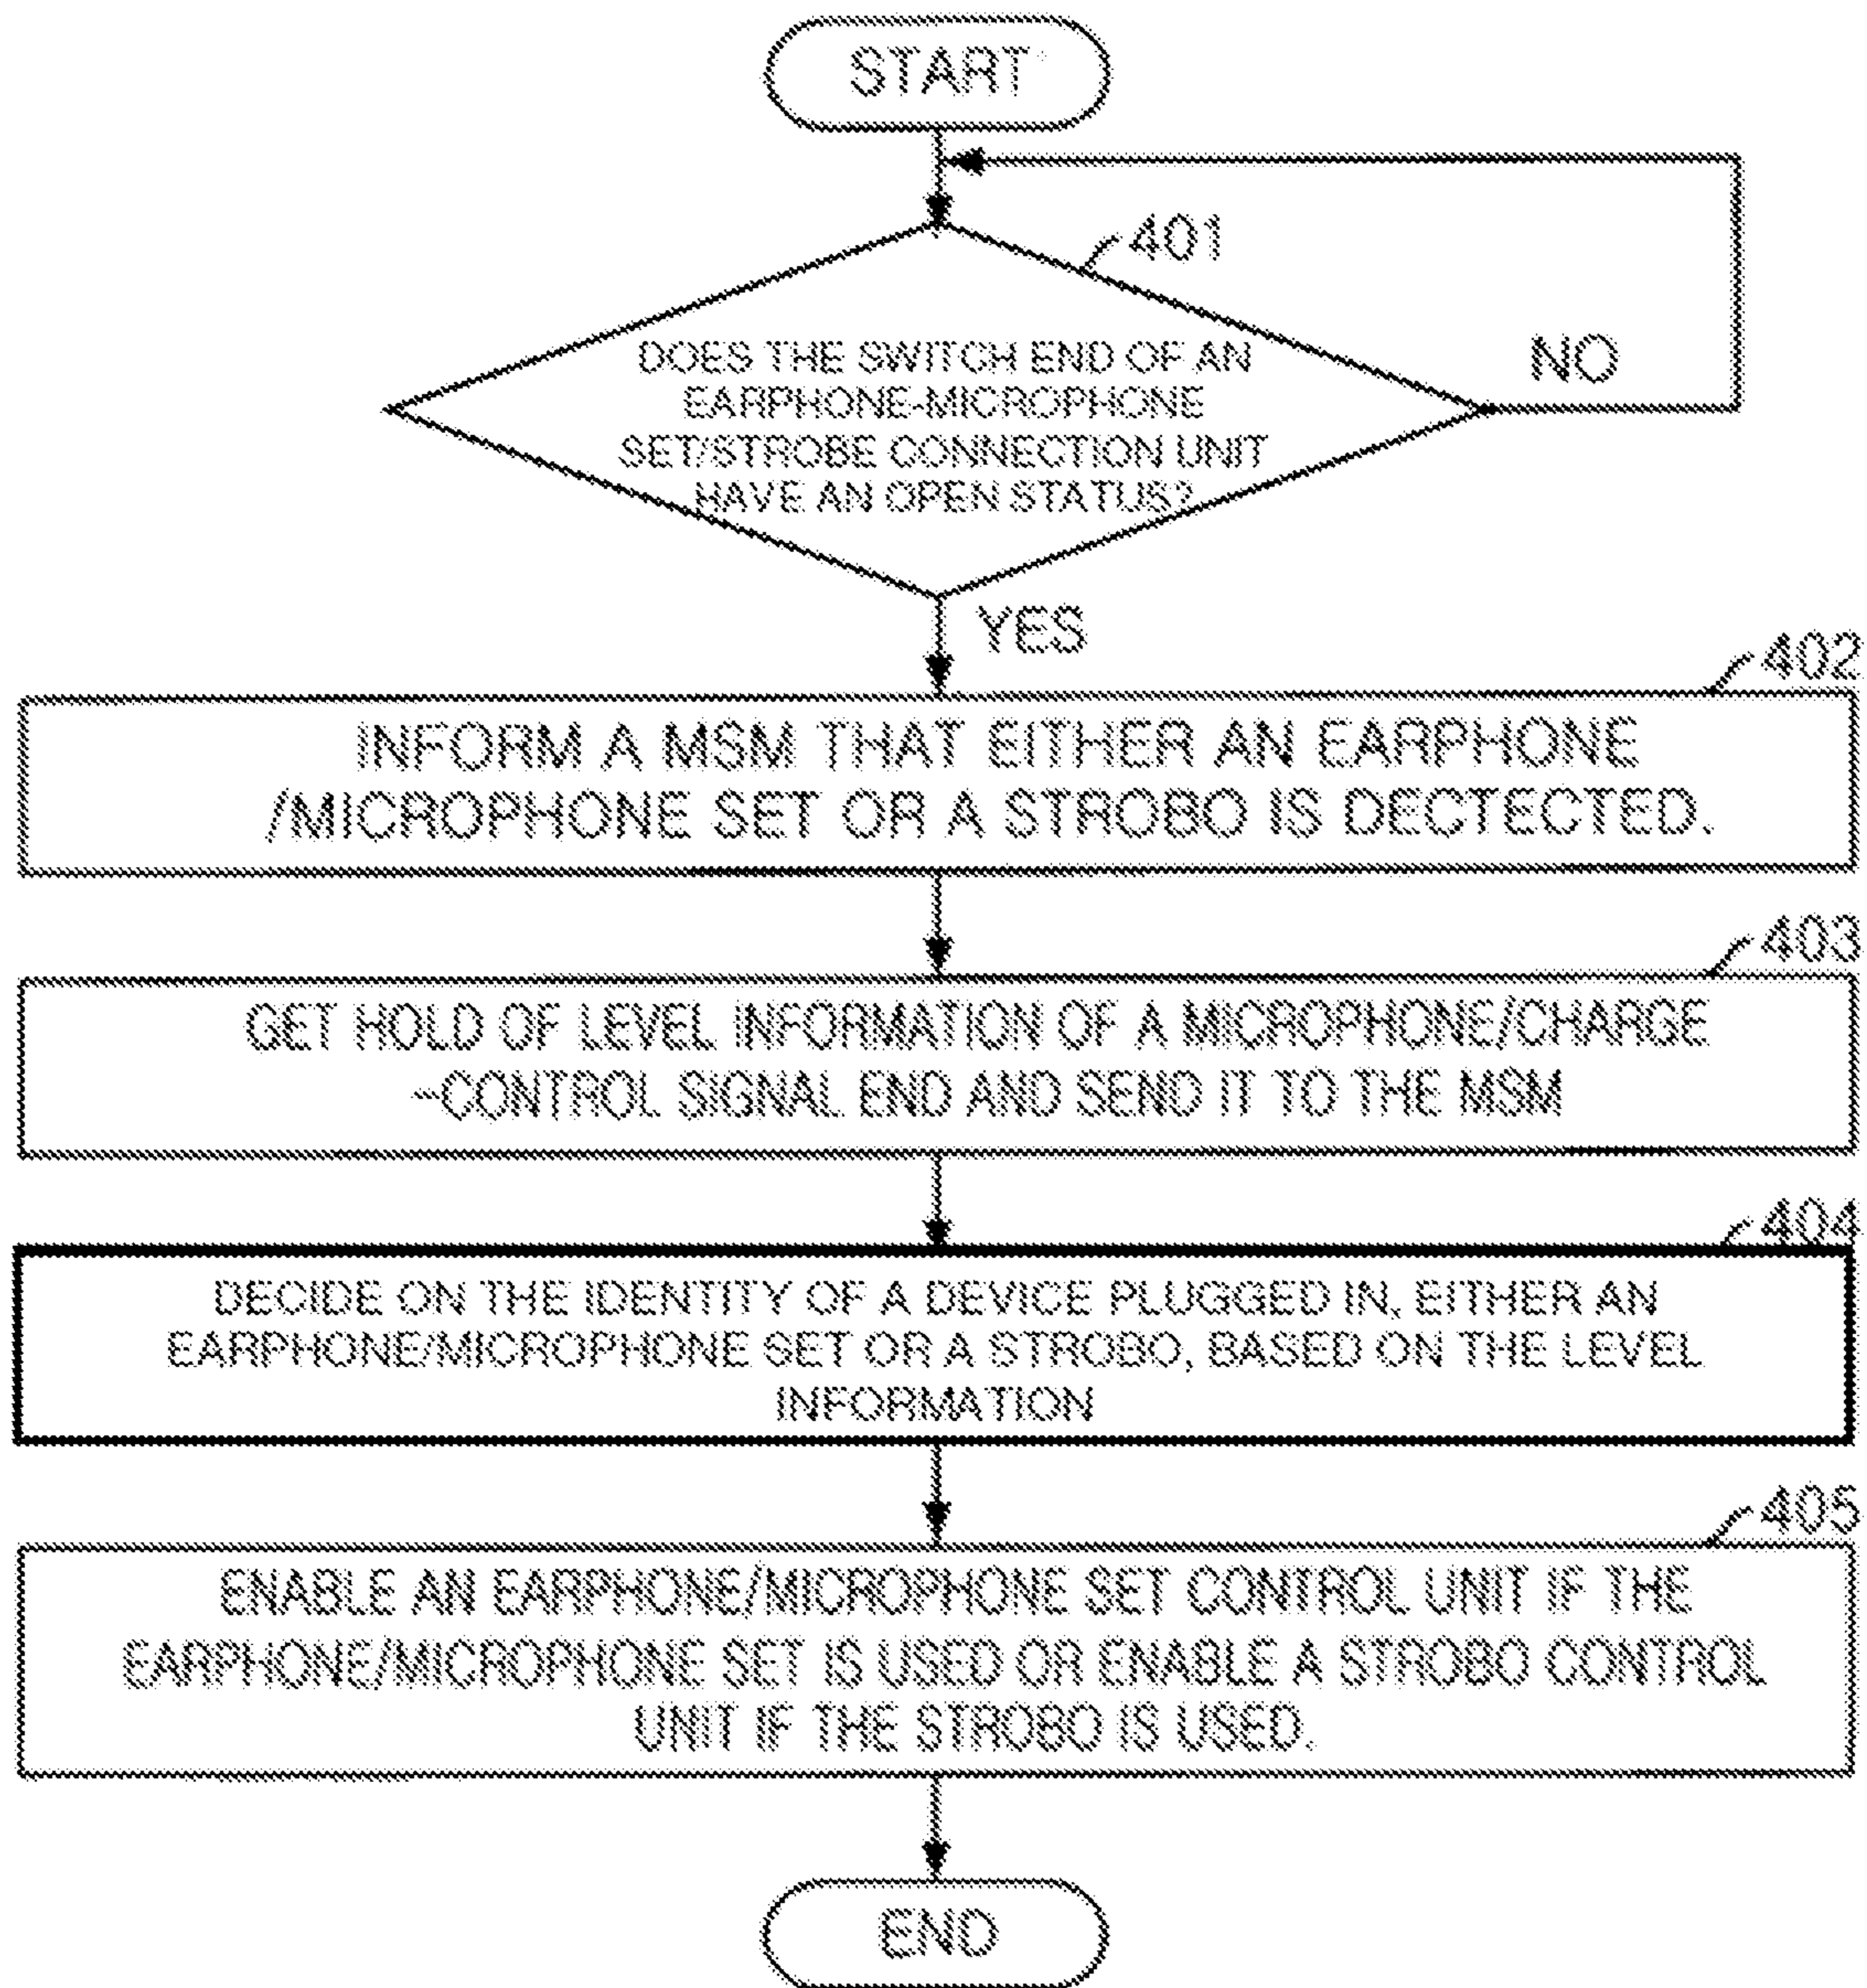 START
401
DOES THE SWITCH END OF AN
EARPHONE-MICROPHONE
SET/STROBE CONNECTION UNIT
HAVE AN OPEN STATUS?
NO
YES
402
INFORM A MSM THAT EITHER AN EARPHONE
/MICROPHONE SET OR A STROBO IS DECTECTED.
403
GET HOLD OF LEVEL INFORMATION OF A MICROPHONE/CHARGE
-CONTROL SIGNAL END AND SEND IT TO THE MSM
404
DECIDE ON THE IDENTITY OF A DEVICE PLUGGED IN, EITHER AN
EARPHONE/MICROPHONE SET OR A STROBO, BASED ON THE LEVEL
INFORMATION
405
ENABLE AN EARPHONE/MICROPHONE SET CONTROL UNIT IF THE
EARPHONE/MICROPHONE SET IS USED OR ENABLE A STROBO CONTROL
UNIT IF THE STROBO IS USED.
END